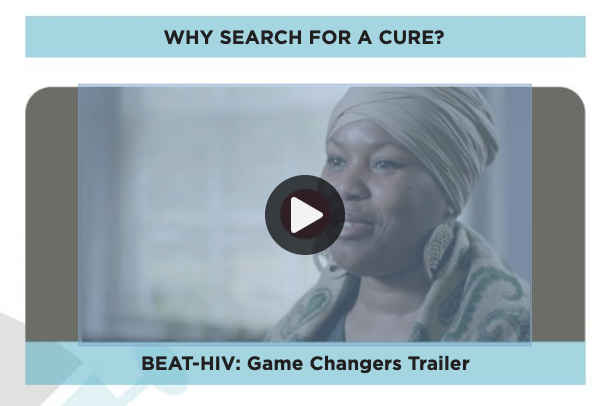 WHY SEARCH FOR A CURE?
BEAT-HIV: Game Changers Trailer